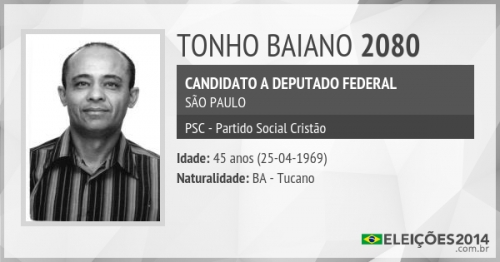 TONHO BAIANO 2080
CANDIDATO A DEPUTADO FEDERAL
SÃO PAULO
PSC - Partido Social Cristão
Idade: 45 anos (25-04-1969)
Naturalidade: BA - Tucano
ELEIÇÕES2014
.com.br